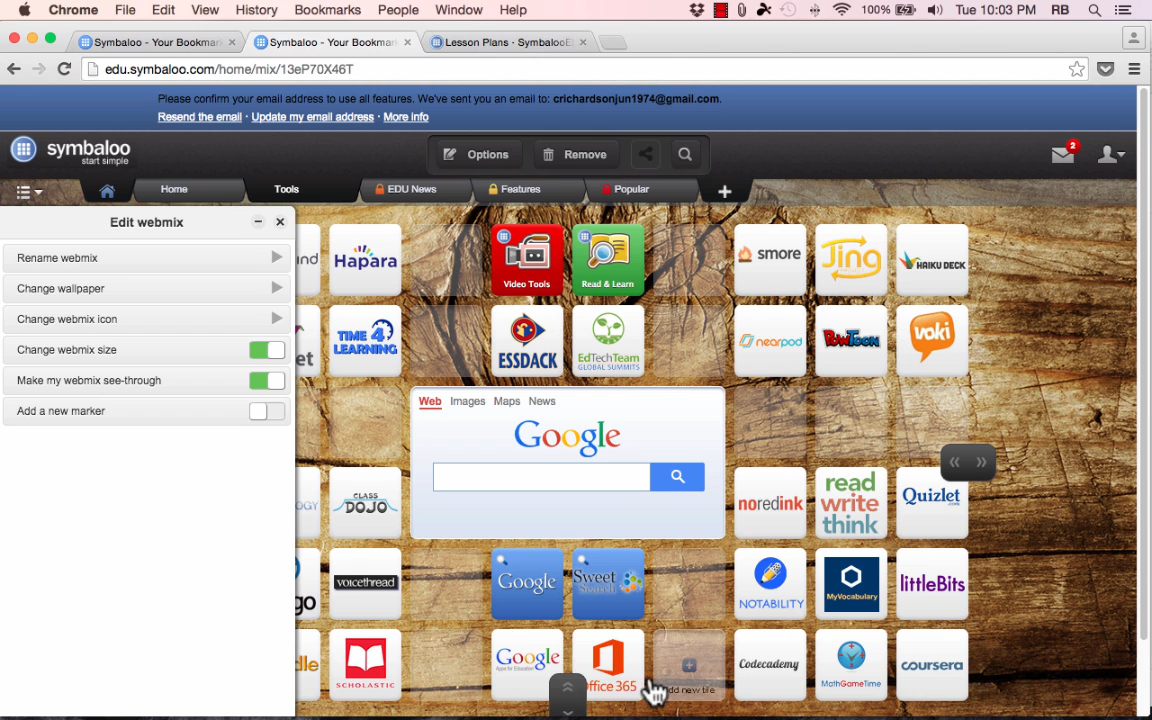 Chrome File Edit View History Bookmarks People Window Help 100% Tue 10:03 PM RB
Symbaloo - Your Bookmar Symbaloo - Your Bookmar Lesson Plans · SymbalooE
edu.symbaloo.com/home/mix/13eP70X46T
Please confirm your email address to use all features. We've sent you an email to: crichardsonjun1974@gmail.com.
Resend the email · Update my email address · More info
symbaloo
start simple
Options Remove 2
Home Tools EDU News Features Popular
Edit webmix
Rename webmix
Change wallpaper
Change webmix icon
Change webmix size
Make my webmix see-through
Add a new marker
nd Hapara Video Tools Read & Learn smore Jing HAIKU DECK
et TIME 4 LEARNING ESSDACK EdTechTeam GLOBAL SUMMITS nearpod PowToon voki
Web Images Maps News
Google
OGY CLASS DOJO noredink read write think Quizlet .com
go voicethread Google Sweet Search NOTABILITY MyVocabulary littleBits
dle SCHOLASTIC Google Apps for Education Office 365 dd new tile Codecademy MathGameTime coursera